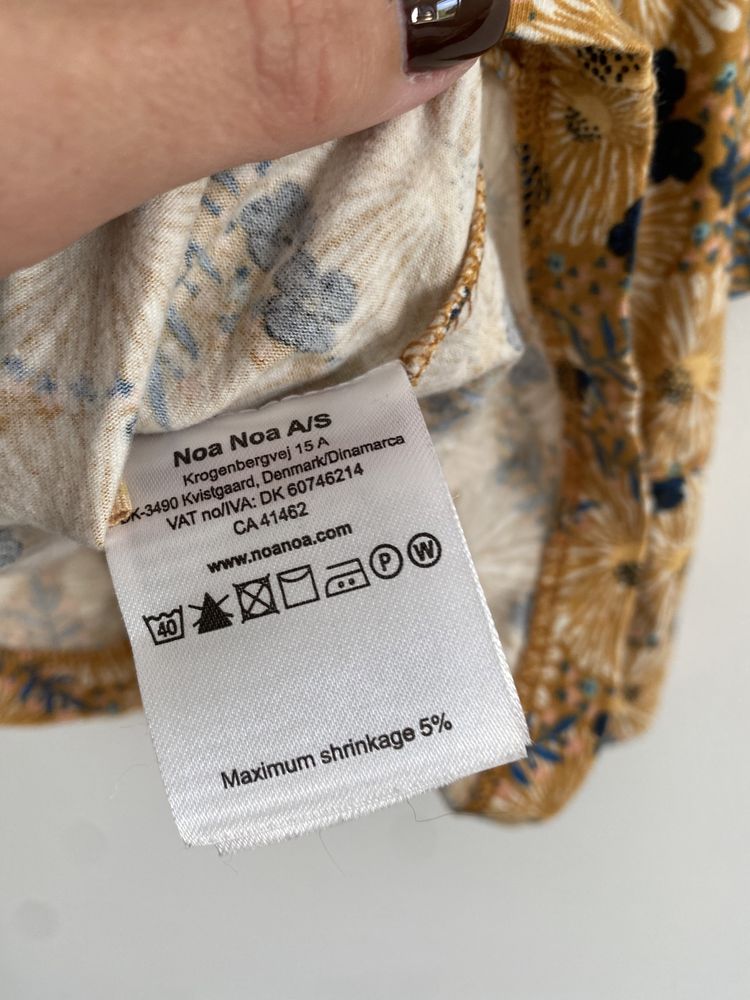 Noa Noa A/S
Krogenbergvej 15 A
DK-3490 Kvistgaard, Denmark/Dinamarca
VAT no/IVA: DK 60746214
CA 41462
www.noanoa.com
40 P W
Maximum shrinkage 5%